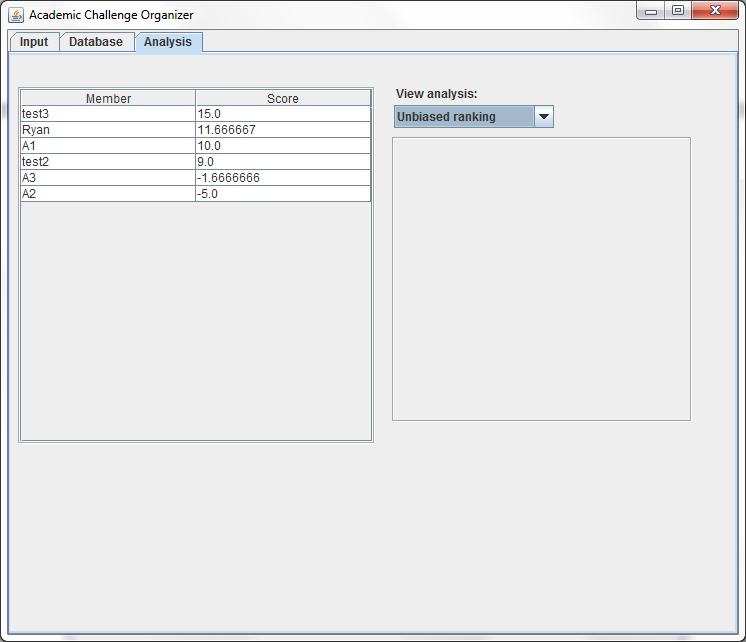 Academic Challenge Organizer
Input Database Analysis
View analysis:
Unbiased ranking
Member Score
test3 15.0
Ryan 11.666667
A1 10.0
test2 9.0
A3 -1.6666666
A2 -5.0